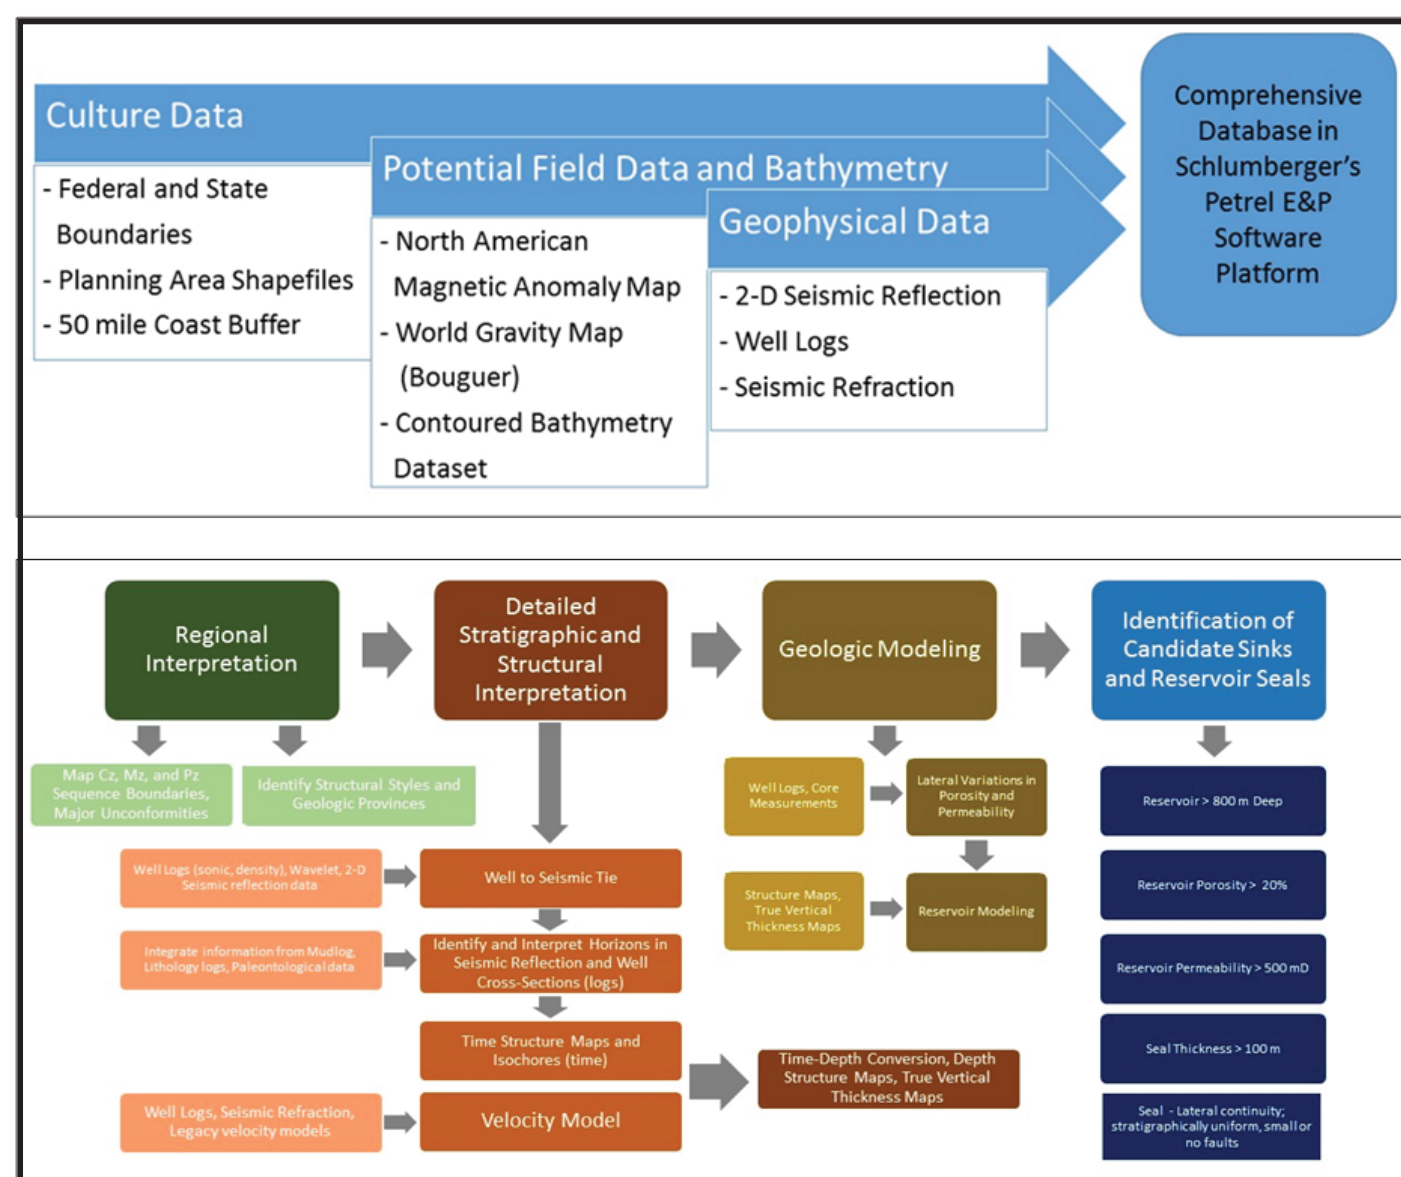 Culture Data
- Federal and State
Boundaries
- Planning Area Shapefiles
- 50 mile Coast Buffer
Potential Field Data and Bathymetry
- North American
Magnetic Anomaly Map
- World Gravity Map
(Bouguer)
- Contoured Bathymetry
Dataset
Geophysical Data
- 2-D Seismic Reflection
- Well Logs
- Seismic Refraction
Comprehensive
Database in
Schlumberger's
Petrel E&P
Software
Platform
Regional
Interpretation
Detailed
Stratigraphic and
Structural
Interpretation
Geologic Modeling
Identification of
Candidate Sinks
and Reservoir Seals
Map Cz, Mz, and Pz
Sequence Boundaries,
Major Unconformities
Identify Structural Styles and
Geologic Provinces
Well Logs (sonic, density), Wavelet, 2-D
Seismic reflection data
Well to Seismic Tie
Integrate information from Mudlog,
Lithology logs, Paleontological data
Identify and Interpret Horizons in
Seismic Reflection and Well
Cross-Sections (logs)
Time Structure Maps and
Isochores (time)
Well Logs, Seismic Refraction,
Legacy velocity models
Velocity Model
Time-Depth Conversion, Depth
Structure Maps, True Vertical
Thickness Maps
Well Logs, Core
Measurements
Lateral Variations in
Porosity and
Permeability
Structure Maps,
True Vertical
Thickness Maps
Reservoir Modeling
Reservoir > 800 m Deep
Reservoir Porosity > 20%
Reservoir Permeability > 500 mD
Seal Thickness > 100 m
Seal - Lateral continuity;
stratigraphically uniform, small or
no faults